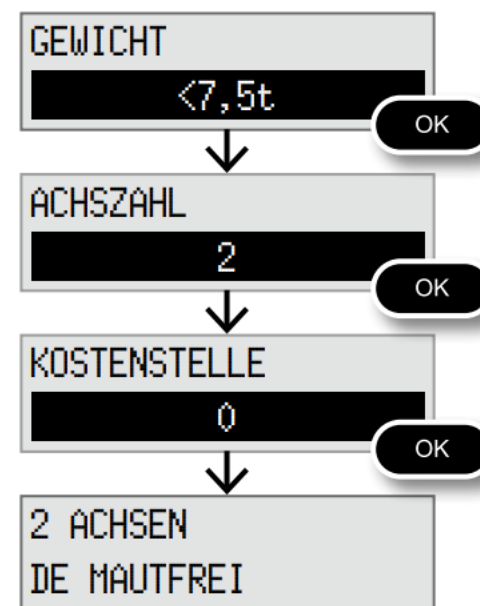 GEWICHT
<7,5t
OK
ACHSZAHL
2
OK
KOSTENSTELLE
0
OK
2 ACHSEN
DE MAUTFREI